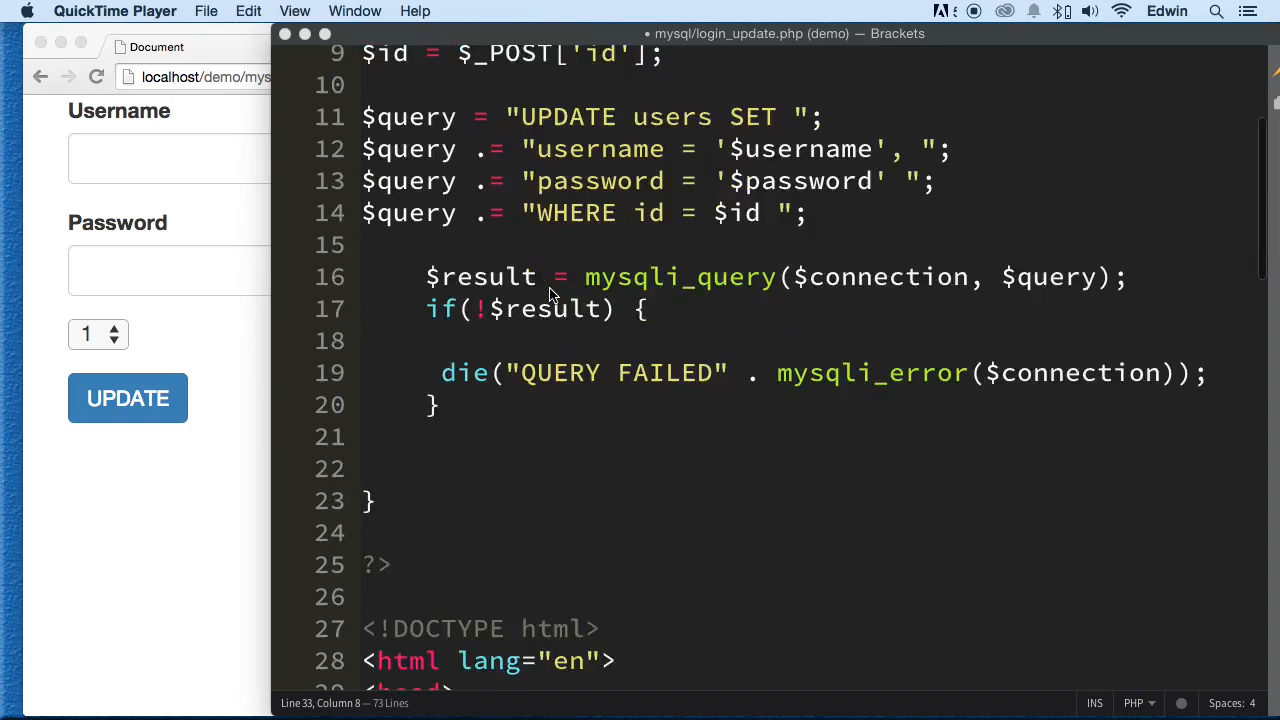 QuickTime Player File Edit View Window Help Edwin
Document
localhost/demo/mys
Username
Password
1
UPDATE
• mysql/login_update.php (demo) — Brackets
9 $id = $_POST['id'];
10
11 $query = "UPDATE users SET ";
12 $query .= "username = '$username', ";
13 $query .= "password = '$password' ";
14 $query .= "WHERE id = $id ";
15
16 $result = mysqli_query($connection, $query);
17 if(!$result) {
18
19 die("QUERY FAILED" . mysqli_error($connection));
20 }
21
22
23 }
24
25 ?>
26
27 <!DOCTYPE html>
28 <html lang="en">
29 <head>
Line 33, Column 8 — 73 Lines INS PHP Spaces: 4